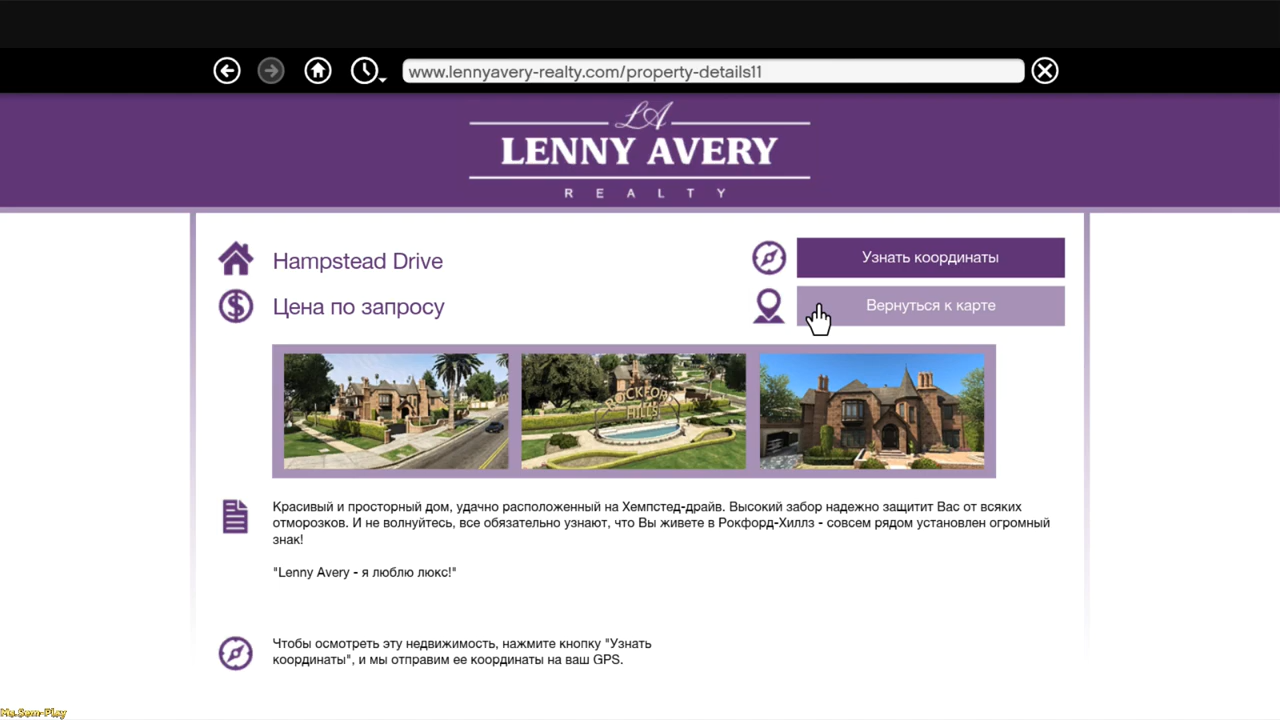 www.lennyavery-realty.com/property-details11
LA
LENNY AVERY
REALTY
Hampstead Drive
Узнать координаты
Цена по запросу
Вернуться к карте
ROCKFORD
HILLS
Красивый и просторный дом, удачно расположенный на Хемпстед-драйв. Высокий забор надежно защитит Вас от всяких
отморозков. И не волнуйтесь, все обязательно узнают, что Вы живете в Рокфорд-Хиллз - совсем рядом установлен огромный
знак!
"Lenny Avery - я люблю люкс!"
Чтобы осмотреть эту недвижимость, нажмите кнопку "Узнать
координаты", и мы отправим ее координаты на ваш GPS.
Ms.Sem-Play